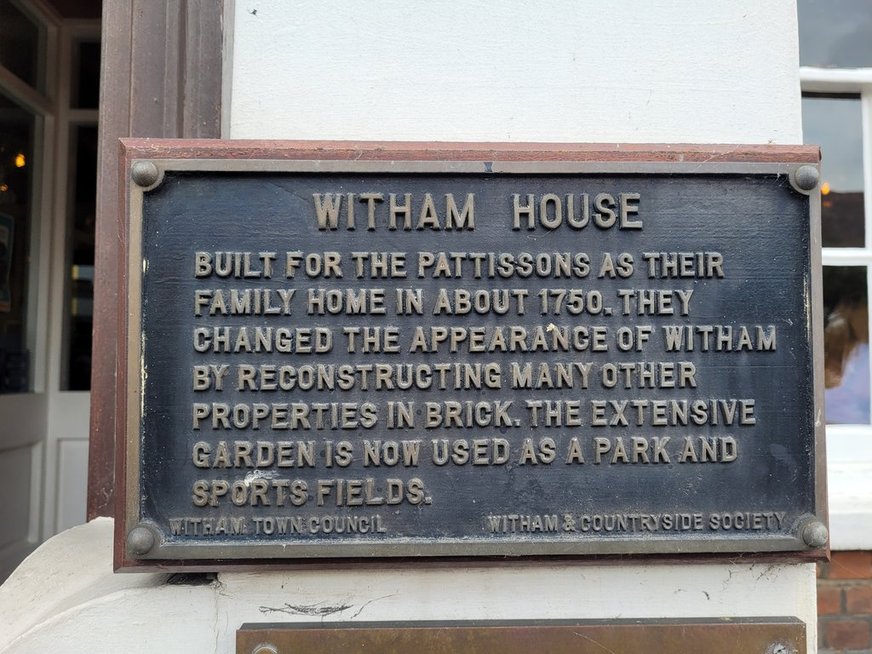 WITHAM HOUSE
BUILT FOR THE PATTISSONS AS THEIR
FAMILY HOME IN ABOUT 1750. THEY
CHANGED THE APPEARANCE OF WITHAM
BY RECONSTRUCTING MANY OTHER
PROPERTIES IN BRICK. THE EXTENSIVE
GARDEN IS NOW USED AS A PARK AND
SPORTS FIELDS.
WITHAM TOWN COUNCIL WITHAM & COUNTRYSIDE SOCIETY